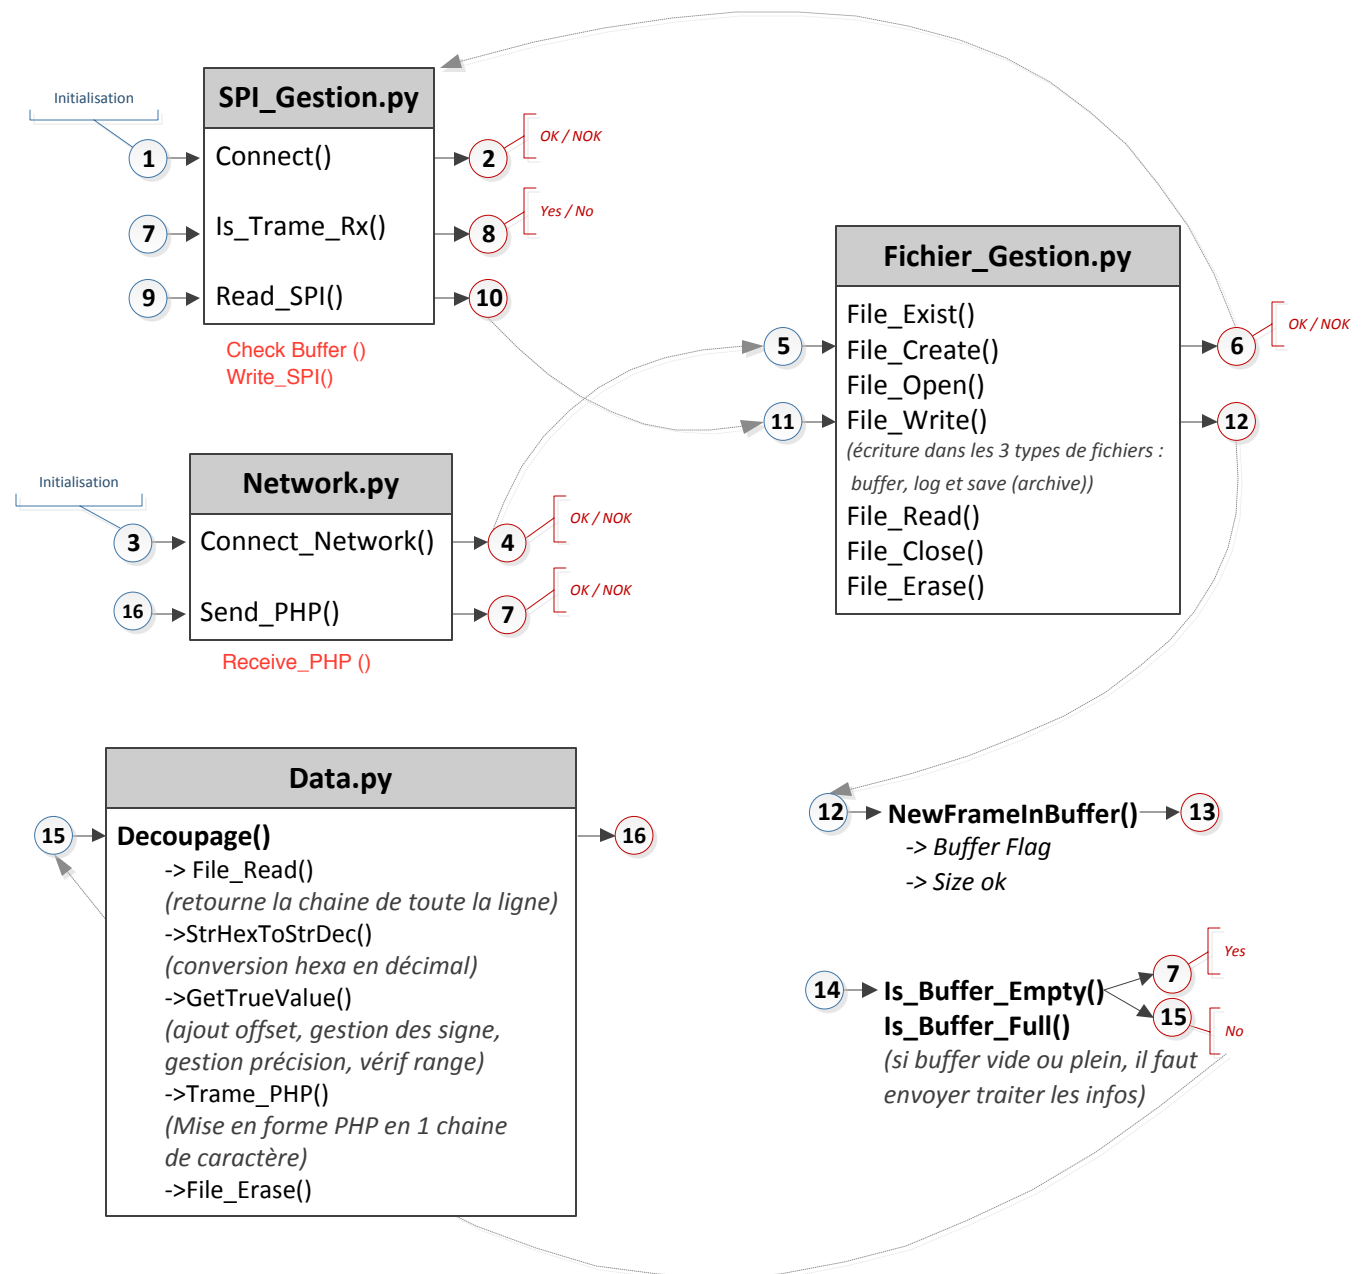 Initialisation
SPI_Gestion.py
1
Connect()
2
OK / NOK
7
Is_Trame_Rx()
8
Yes / No
9
Read_SPI()
10
Check Buffer ()
Write_SPI()
Fichier_Gestion.py
File_Exist()
5
File_Create()
6
OK / NOK
File_Open()
11
File_Write()
12
(écriture dans les 3 types de fichiers :
buffer, log et save (archive))
File_Read()
File_Close()
File_Erase()
Initialisation
Network.py
3
Connect_Network()
4
OK / NOK
16
Send_PHP()
7
OK / NOK
Receive_PHP ()
Data.py
15
Decoupage()
16
-> File_Read()
(retourne la chaine de toute la ligne)
->StrHexToStrDec()
(conversion hexa en décimal)
->GetTrueValue()
(ajout offset, gestion des signe,
gestion précision, vérif range)
->Trame_PHP()
(Mise en forme PHP en 1 chaine
de caractère)
->File_Erase()
12
NewFrameInBuffer()
13
-> Buffer Flag
-> Size ok
14
Is_Buffer_Empty()
7
Yes
Is_Buffer_Full()
15
No
(si buffer vide ou plein, il faut
envoyer traiter les infos)